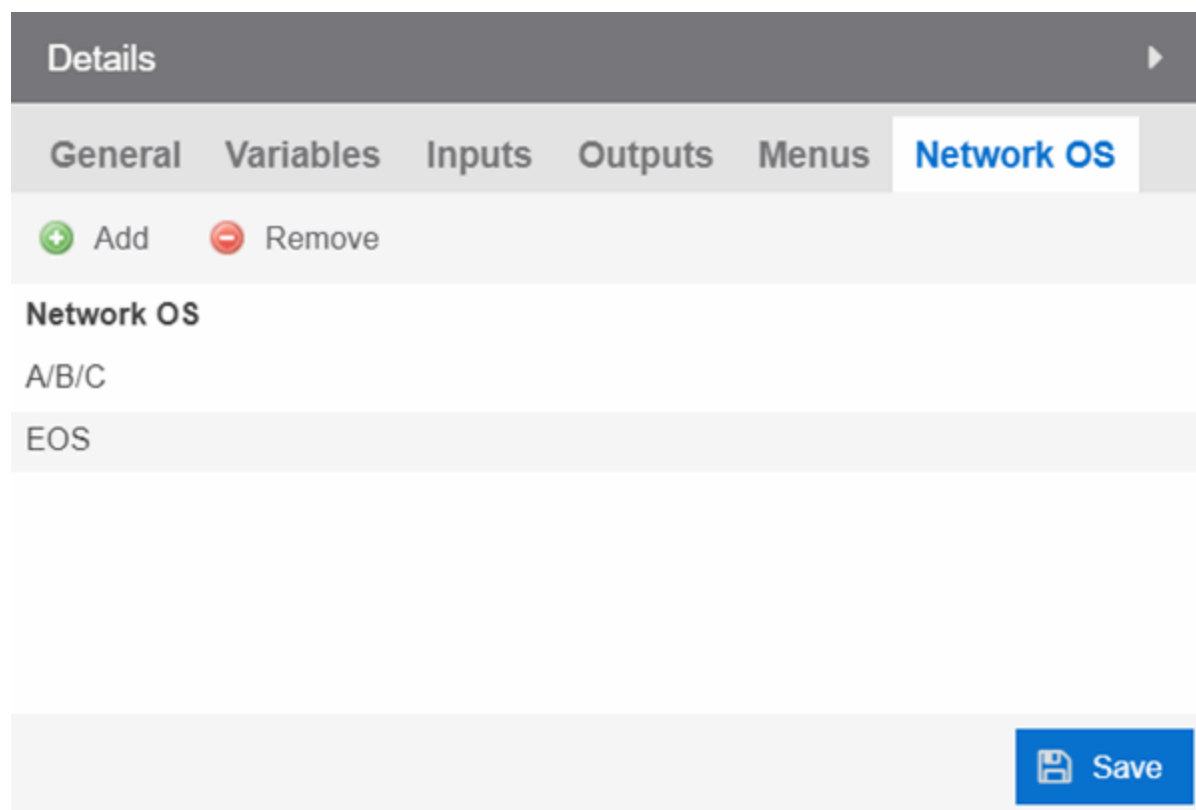 Details
General Variables Inputs Outputs Menus Network OS
Add Remove
Network OS
A/B/C
EOS
Save